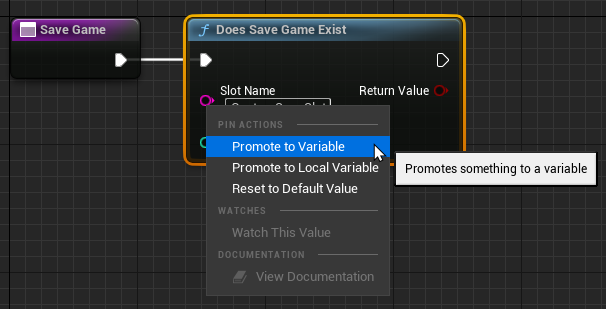 Save Game
Does Save Game Exist
Slot Name
Return Value
PIN ACTIONS
Promote to Variable
Promotes something to a variable
Promote to Local Variable
Reset to Default Value
WATCHES
Watch This Value
DOCUMENTATION
View Documentation